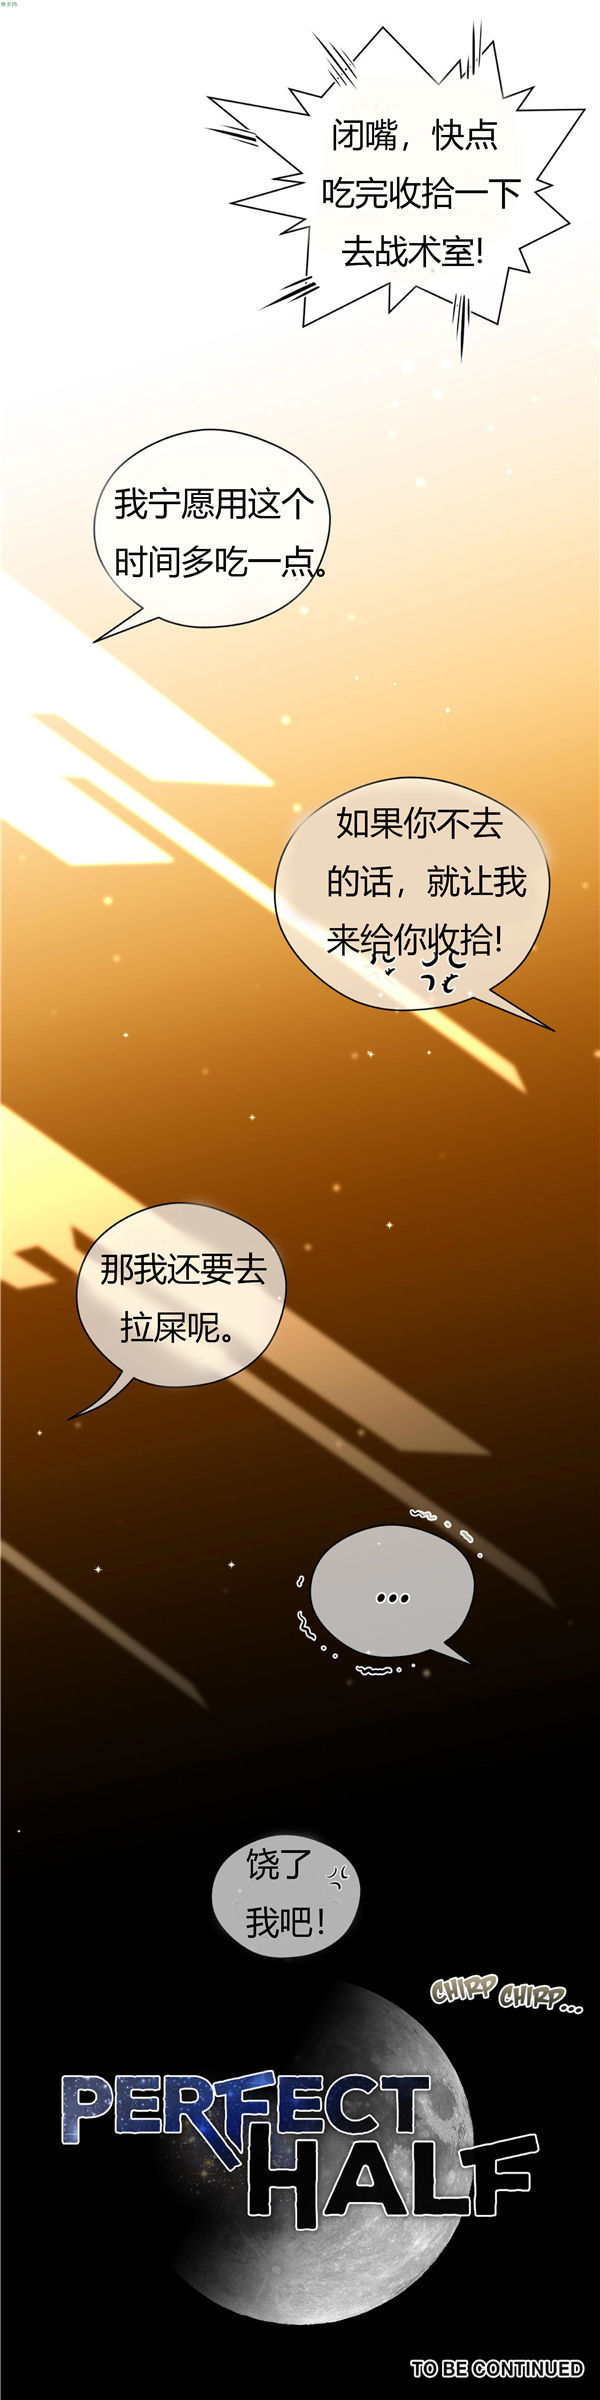 闭嘴，快点
吃完收拾一下
去战术室!
我宁愿用这个
时间多吃一点。
如果你不去
的话，就让我
来给你收拾!
那我还要去
拉屎呢。
...
饶了
我吧!
CHIRP CHIRP...
PERFECT
HALF
TO BE CONTINUED